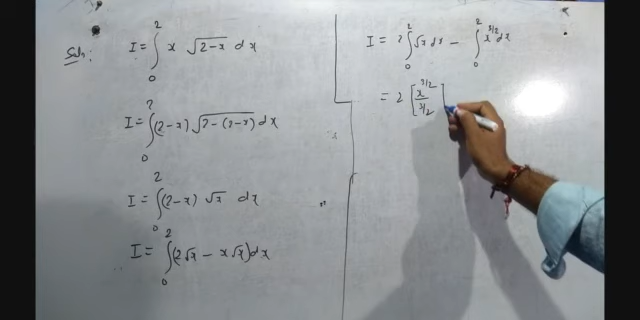 Soln:
I = ∫₀² x √(2-x) dx
I = ∫₀² (2-x) √(2-(2-x)) dx
I = ∫₀² (2-x) √x dx
I = ∫₀² (2√x - x√x) dx
I = 2 ∫₀² √x dx - ∫₀² x^(3/2) dx
= 2 [x^(3/2) / (3/2)]